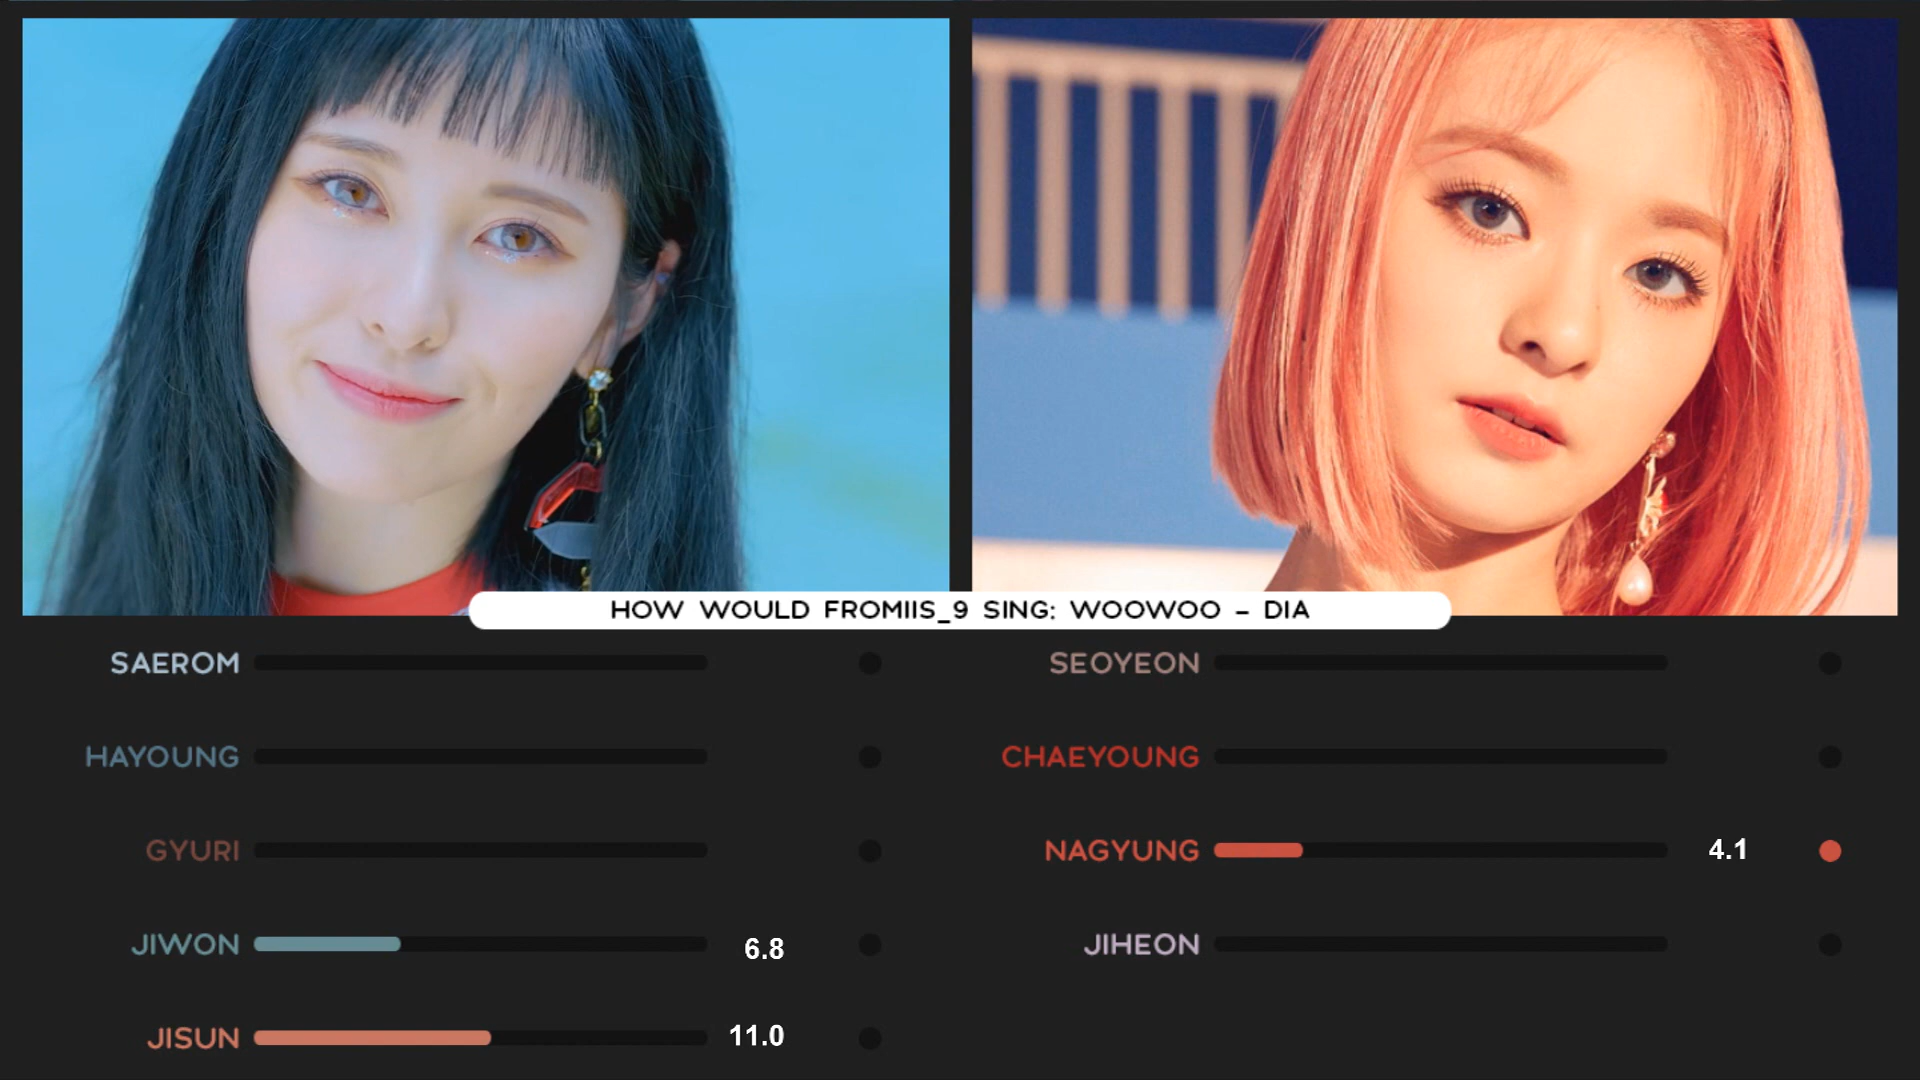 HOW WOULD FROMIIS_9 SING: WOOWOO - DIA
SAEROM
HAYOUNG
GYURI
JIWON 6.8
JISUN 11.0
SEOYEON
CHAEYOUNG
NAGYUNG 4.1
JIHEON